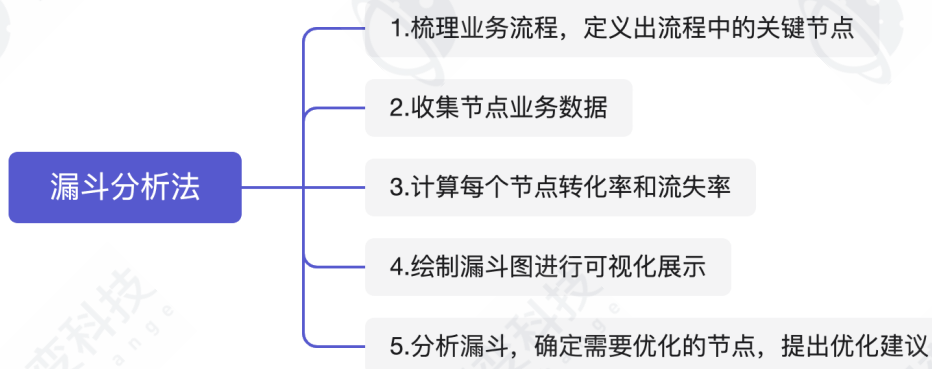 1.梳理业务流程，定义出流程中的关键节点
2.收集节点业务数据
漏斗分析法
3.计算每个节点转化率和流失率
4.绘制漏斗图进行可视化展示
5.分析漏斗，确定需要优化的节点，提出优化建议
变科技